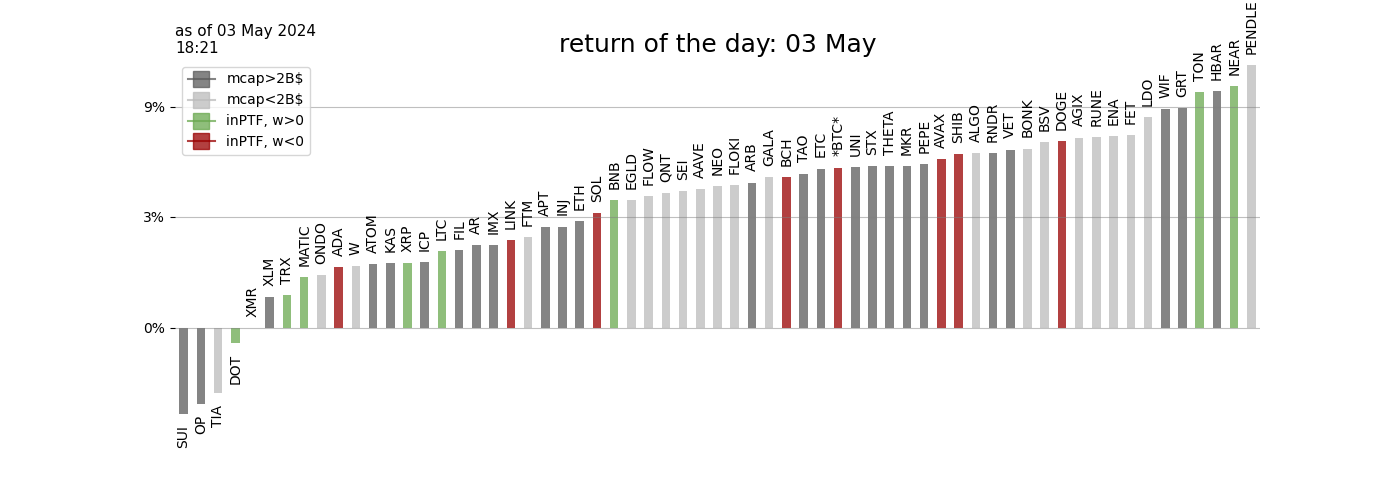 as of 03 May 2024
18:21
return of the day: 03 May
mcap>2B$
mcap<2B$
inPTF, w>0
inPTF, w<0
9%
3%
0%
SUI
OP
TIA
DOT
XMR
XLM
TRX
MATIC
ONDO
ADA
W
ATOM
KAS
XRP
ICP
LTC
FIL
AR
IMX
LINK
FTM
APT
INJ
ETH
SOL
BNB
EGLD
FLOW
QNT
SEI
AAVE
NEO
FLOKI
ARB
GALA
BCH
TAO
ETC
*BTC*
UNI
STX
THETA
MKR
PEPE
AVAX
SHIB
ALGO
RNDR
VET
BONK
BSV
DOGE
AGIX
RUNE
ENA
FET
LDO
WIF
GRT
TON
HBAR
NEAR
PENDLE